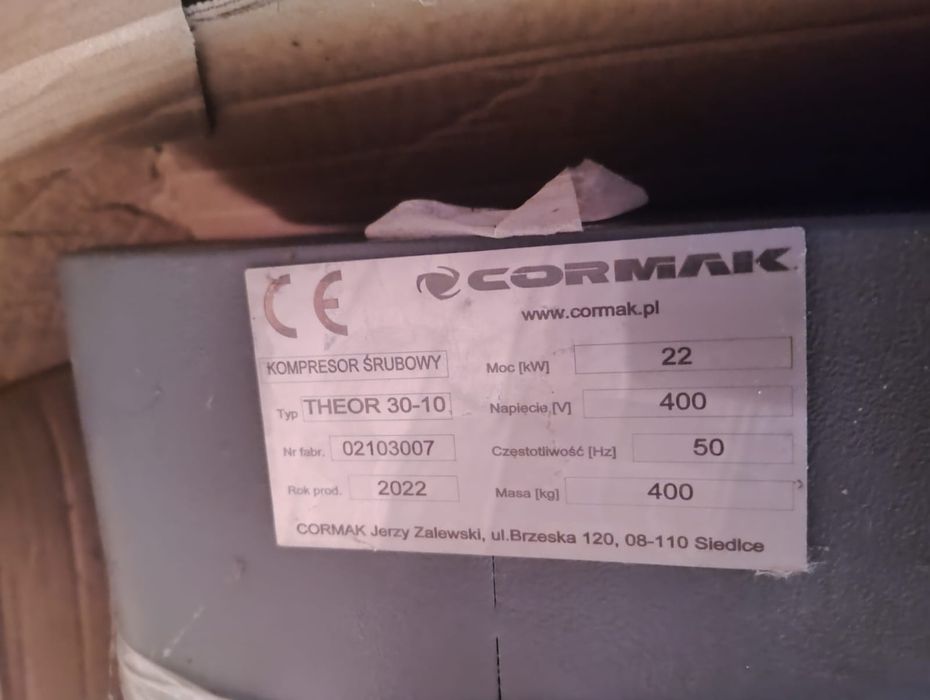 CE CORMAK
www.cormak.pl
KOMPRESOR ŚRUBOWY
Typ THEOR 30-10
Nr fabr. 02103007
Rok prod. 2022
Moc [kW] 22
Napięcie [V] 400
Częstotliwość [Hz] 50
Masa [kg] 400
CORMAK Jerzy Zalewski, ul.Brzeska 120, 08-110 Siedlce